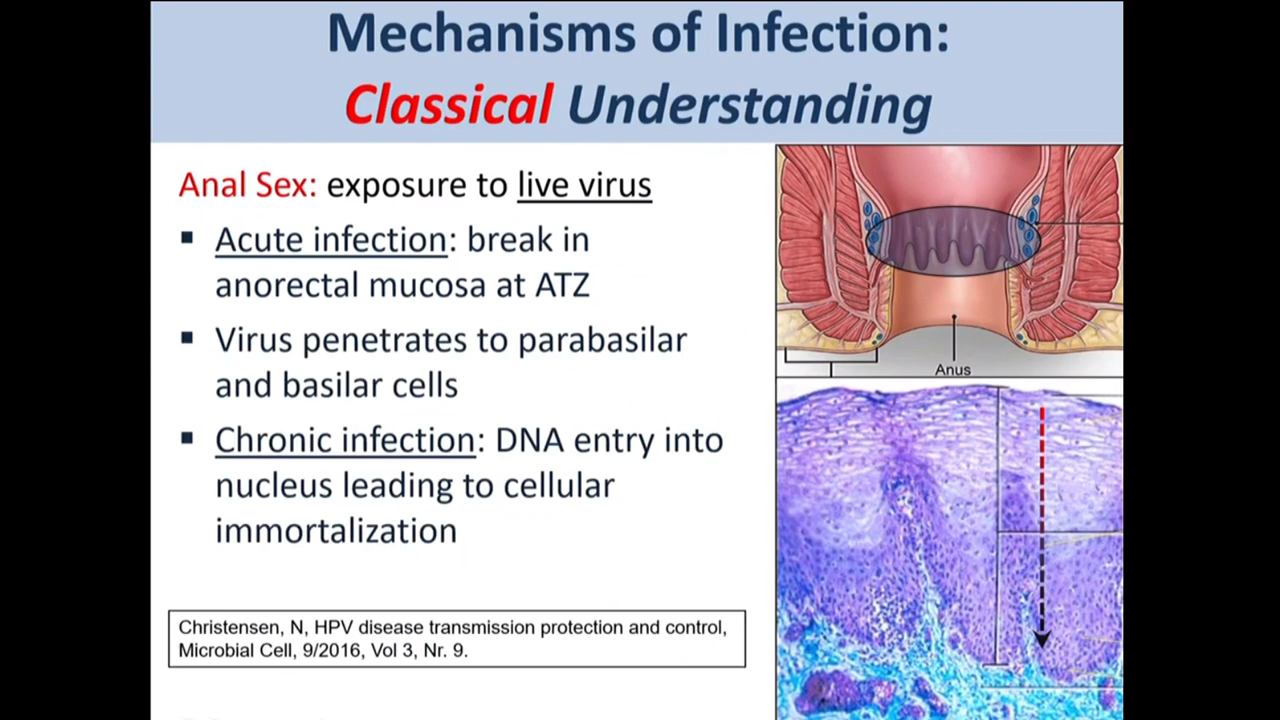 Mechanisms of Infection:
Classical Understanding
Anal Sex: exposure to live virus
▪ Acute infection: break in
anorectal mucosa at ATZ
▪ Virus penetrates to parabasilar
and basilar cells
▪ Chronic infection: DNA entry into
nucleus leading to cellular
immortalization
Christensen, N, HPV disease transmission protection and control,
Microbial Cell, 9/2016, Vol 3, Nr. 9.
Anus